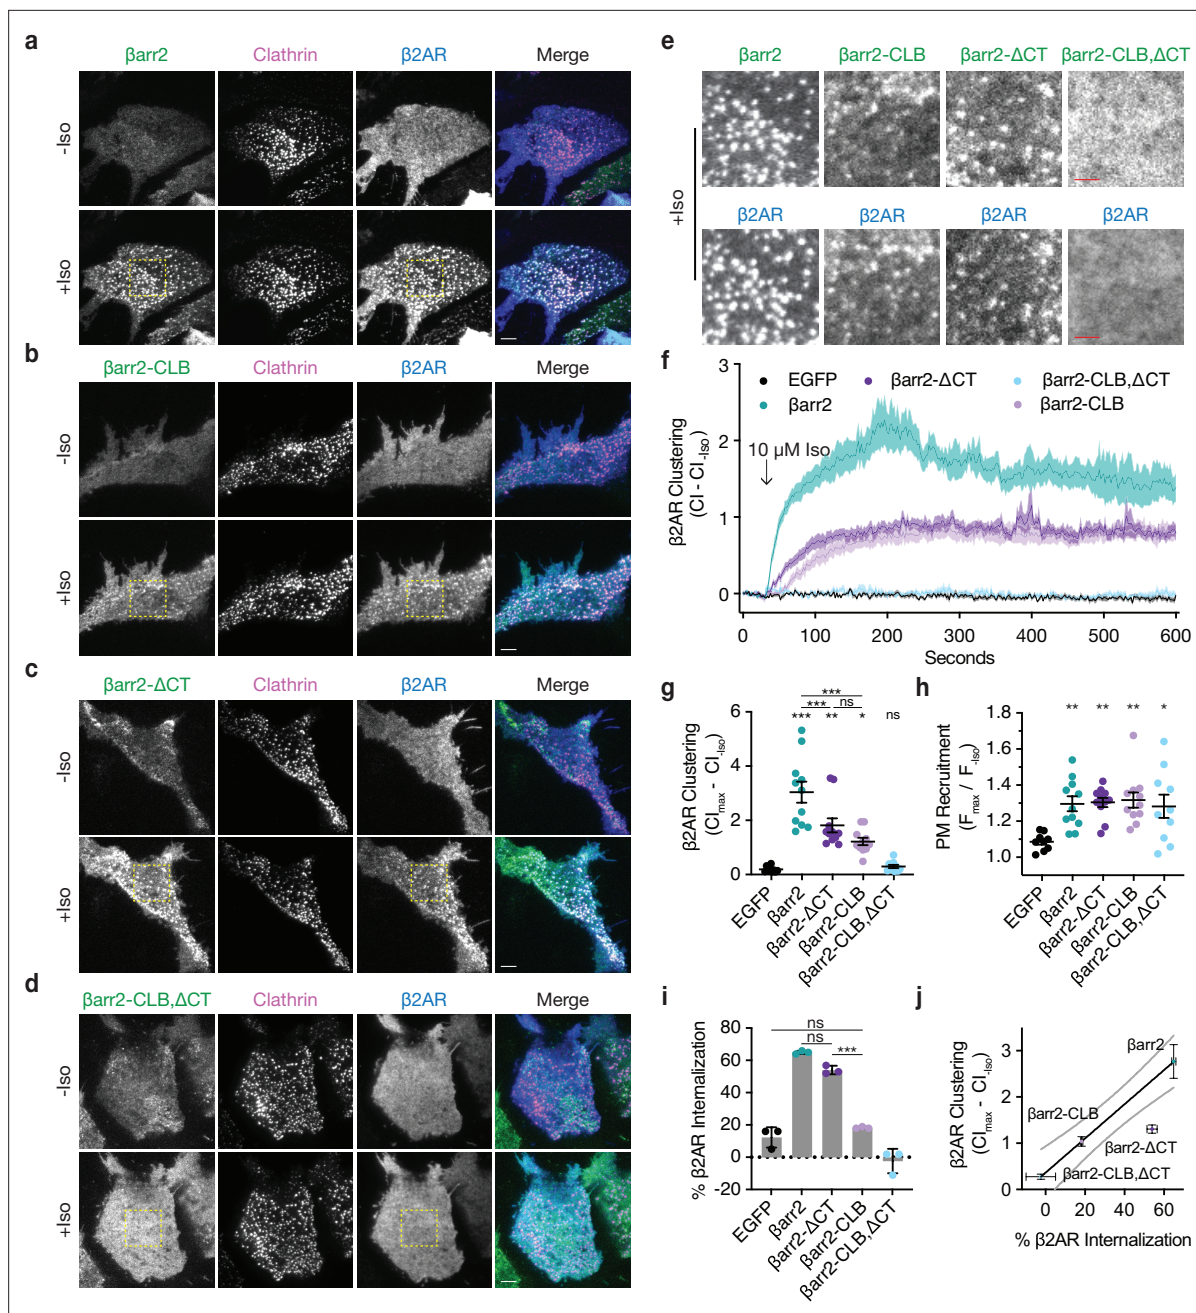 a
βarr2 Clathrin β2AR Merge
-Iso
+Iso
b
βarr2-CLB Clathrin β2AR
-Iso
+Iso
c
βarr2-ΔCT Clathrin β2AR
-Iso
+Iso
d
βarr2-CLB,ΔCT Clathrin β2AR Merge
-Iso
+Iso
e
βarr2 βarr2-CLB βarr2-ΔCT βarr2-CLB,ΔCT
+Iso
β2AR β2AR β2AR β2AR
f
β2AR Clustering
(CI - CI-Iso)
3
2
1
0
EGFP βarr2-ΔCT βarr2-CLB,ΔCT
βarr2 βarr2-CLB
10 μM Iso
0 100 200 300 400 500 600
Seconds
g
β2AR Clustering
(CImax - CI-Iso)
6
4
2
0
***
*** ns
*** ** * ns
EGFP
βarr2
βarr2-ΔCT
βarr2-CLB
βarr2-CLB,ΔCT
h
PM Recruitment
(Fmax / F-Iso)
1.8
1.6
1.4
1.2
1.0
** ** ** *
EGFP
βarr2
βarr2-ΔCT
βarr2-CLB
βarr2-CLB,ΔCT
i
% β2AR Internalization
80
60
40
20
0
-20
ns
ns
***
EGFP
βarr2
βarr2-ΔCT
βarr2-CLB
βarr2-CLB,ΔCT
j
β2AR Clustering
(CImax - CI-Iso)
3
2
1
0
βarr2
βarr2-CLB
βarr2-ΔCT
βarr2-CLB,ΔCT
0 20 40 60
% β2AR Internalization